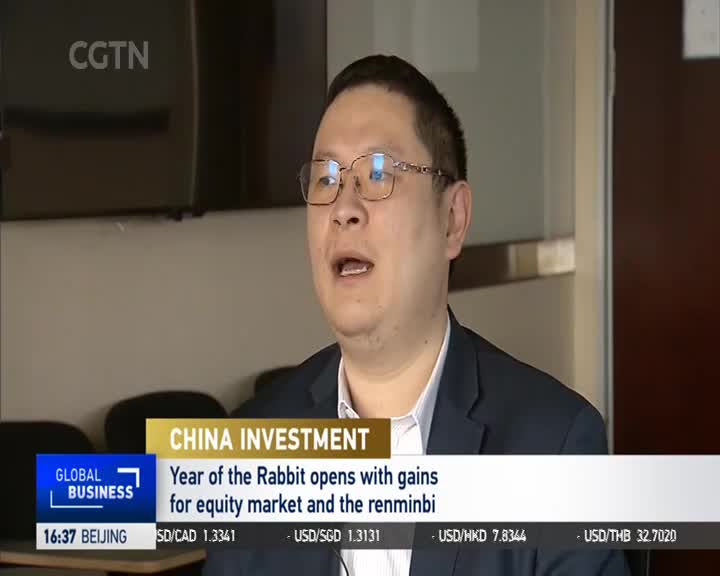 CGTN
CHINA INVESTMENT
GLOBAL
BUSINESS
Year of the Rabbit opens with gains
for equity market and the renminbi
16:37 BEIJING
SD/CAD 1.3341 - USD/SGD 1.3131 - USD/HKD 7.8344 - USD/THB 32.7020